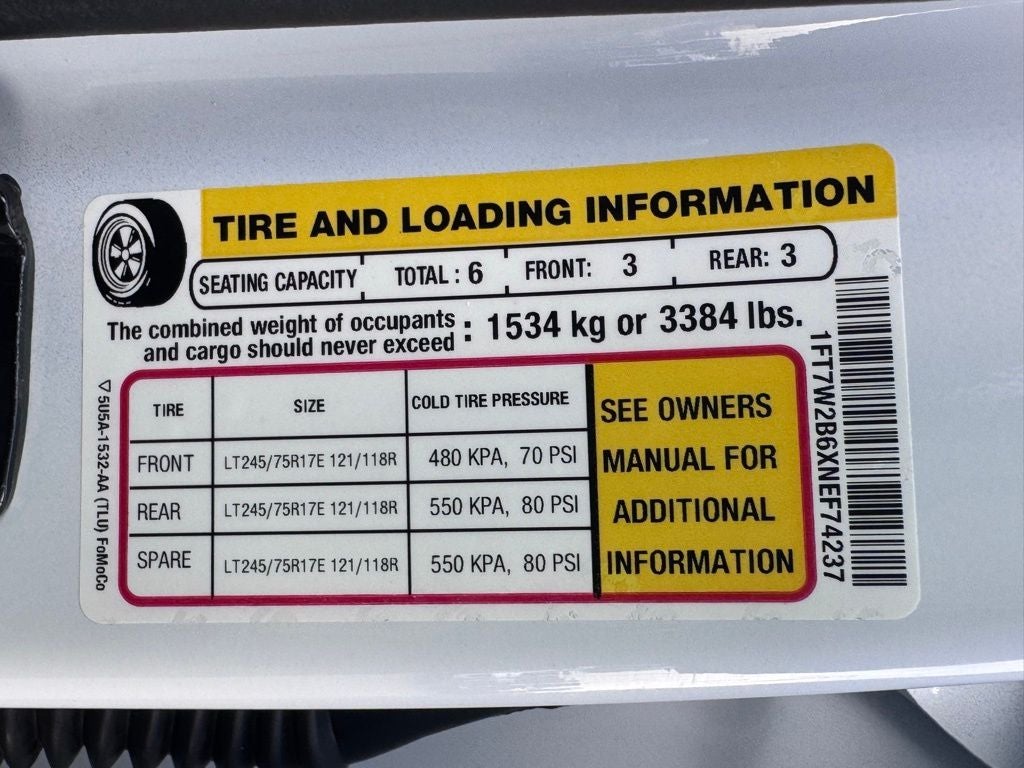 TIRE AND LOADING INFORMATION
SEATING CAPACITY TOTAL : 6 FRONT: 3 REAR: 3
The combined weight of occupants
and cargo should never exceed : 1534 kg or 3384 lbs.
TIRE SIZE COLD TIRE PRESSURE
FRONT LT245/75R17E 121/118R 480 KPA, 70 PSI
REAR LT245/75R17E 121/118R 550 KPA, 80 PSI
SPARE LT245/75R17E 121/118R 550 KPA, 80 PSI
SEE OWNERS
MANUAL FOR
ADDITIONAL
INFORMATION
1FT7W2B6XNEF74237
5U5A-1532-AA (TLU) FoMoCo